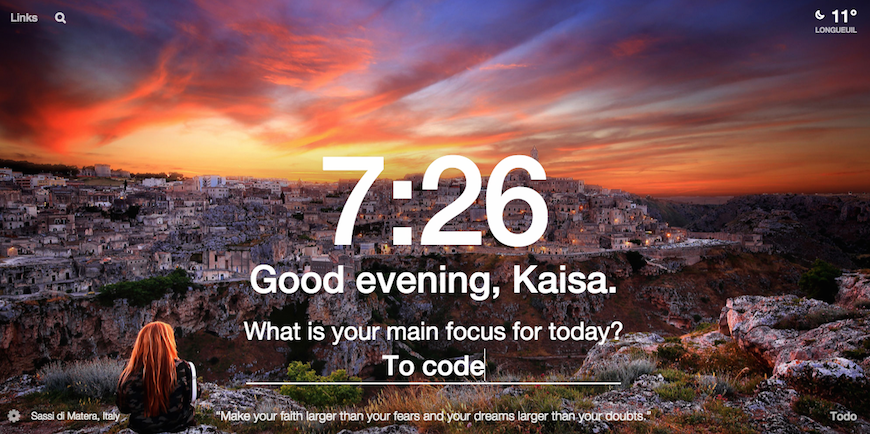 Links
11°
LONGUEUIL
7:26
Good evening, Kaisa.
What is your main focus for today?
To code
Sassi di Matera, Italy
“Make your faith larger than your fears and your dreams larger than your doubts.”
Todo